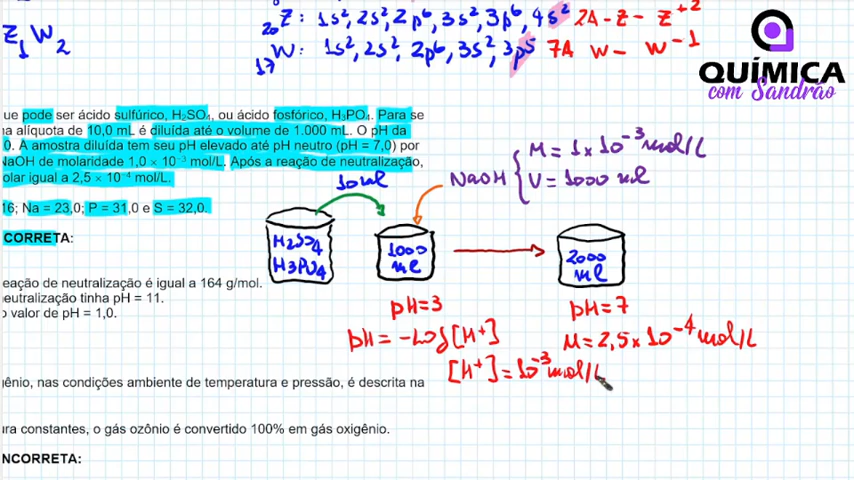 20Z: 1s², 2s², 2p⁶, 3s², 3p⁶, 4s² 2A - Z - Z⁺²
Z₁W₂
17W: 1s², 2s², 2p⁶, 3s², 3p⁵ 7A W - W⁻¹
QUÍMICA
com Sandrão
ue pode ser ácido sulfúrico, H₂SO₄, ou ácido fosfórico, H₃PO₄. Para se
a alíquota de 10,0 mL é diluída até o volume de 1.000 mL. O pH da
0. A amostra diluída tem seu pH elevado até pH neutro (pH = 7,0) por
NaOH de molaridade 1,0 × 10⁻³ mol/L. Após a reação de neutralização,
olar igual a 2,5 × 10⁻⁴ mol/L.
16; Na = 23,0; P = 31,0 e S = 32,0.
CORRETA:
eação de neutralização é igual a 164 g/mol.
eutralização tinha pH = 11.
o valor de pH = 1,0.
10ml
NaOH
M = 1 x 10⁻³ mol/L
V = 1000 ml
H₂SO₄
H₃PO₄
1000
ml
2000
ml
pH=3
pH=7
pH = -log[H+]
M = 2,5 x 10⁻⁴ mol/L
[H+] = 10⁻³ mol/L
ênio, nas condições ambiente de temperatura e pressão, é descrita na
ra constantes, o gás ozônio é convertido 100% em gás oxigênio.
NCORRETA: